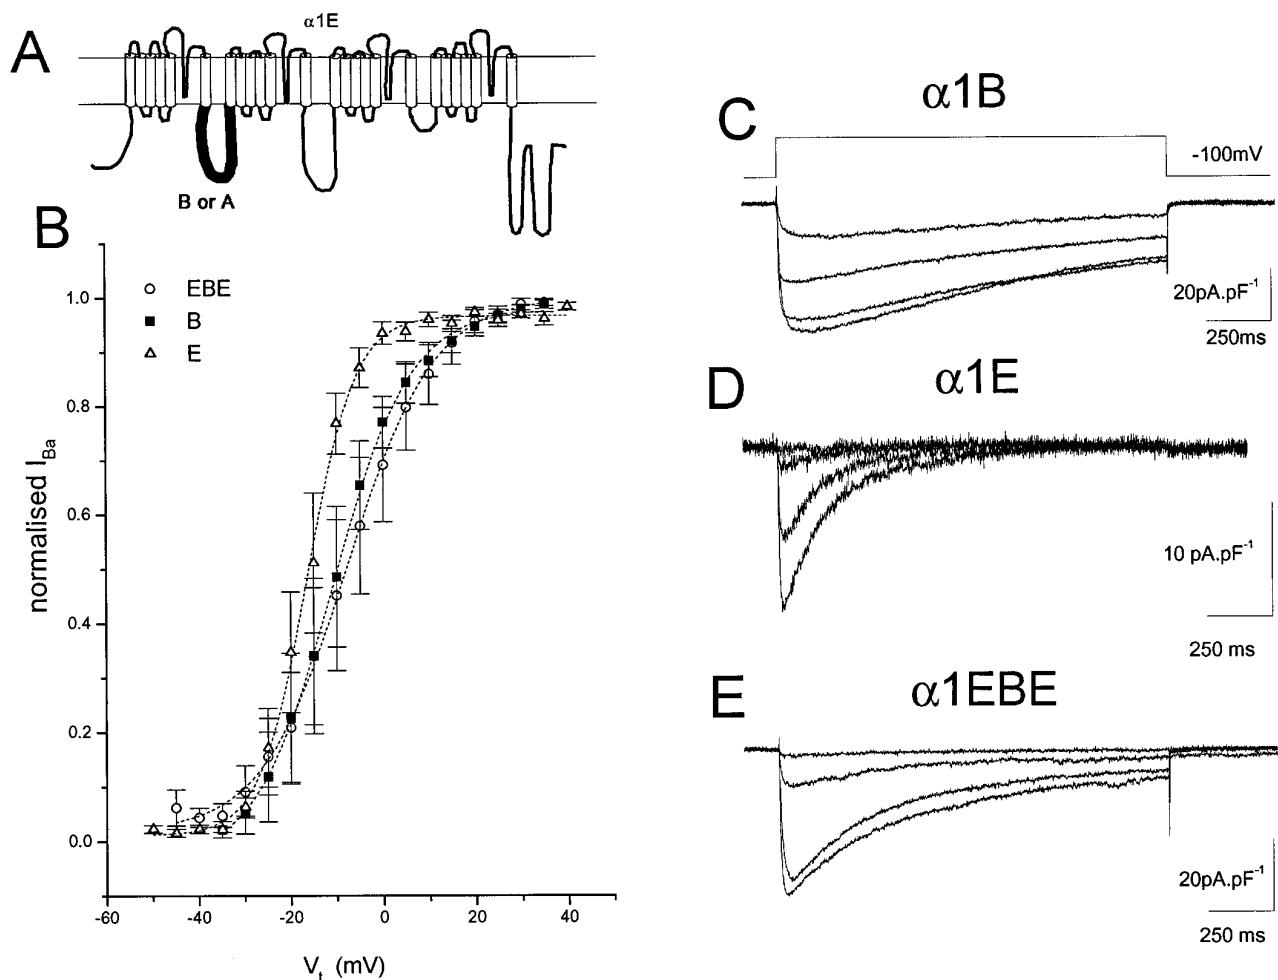 A
α1E
B or A
B
EBE
B
E
1.0
0.8
0.6
0.4
0.2
0.0
normalised I_Ba
-60
-40
-20
0
20
40
V_t (mV)
C
α1B
-100mV
20pA.pF⁻¹
250ms
D
α1E
10 pA.pF⁻¹
250 ms
E
α1EBE
20pA.pF⁻¹
250 ms